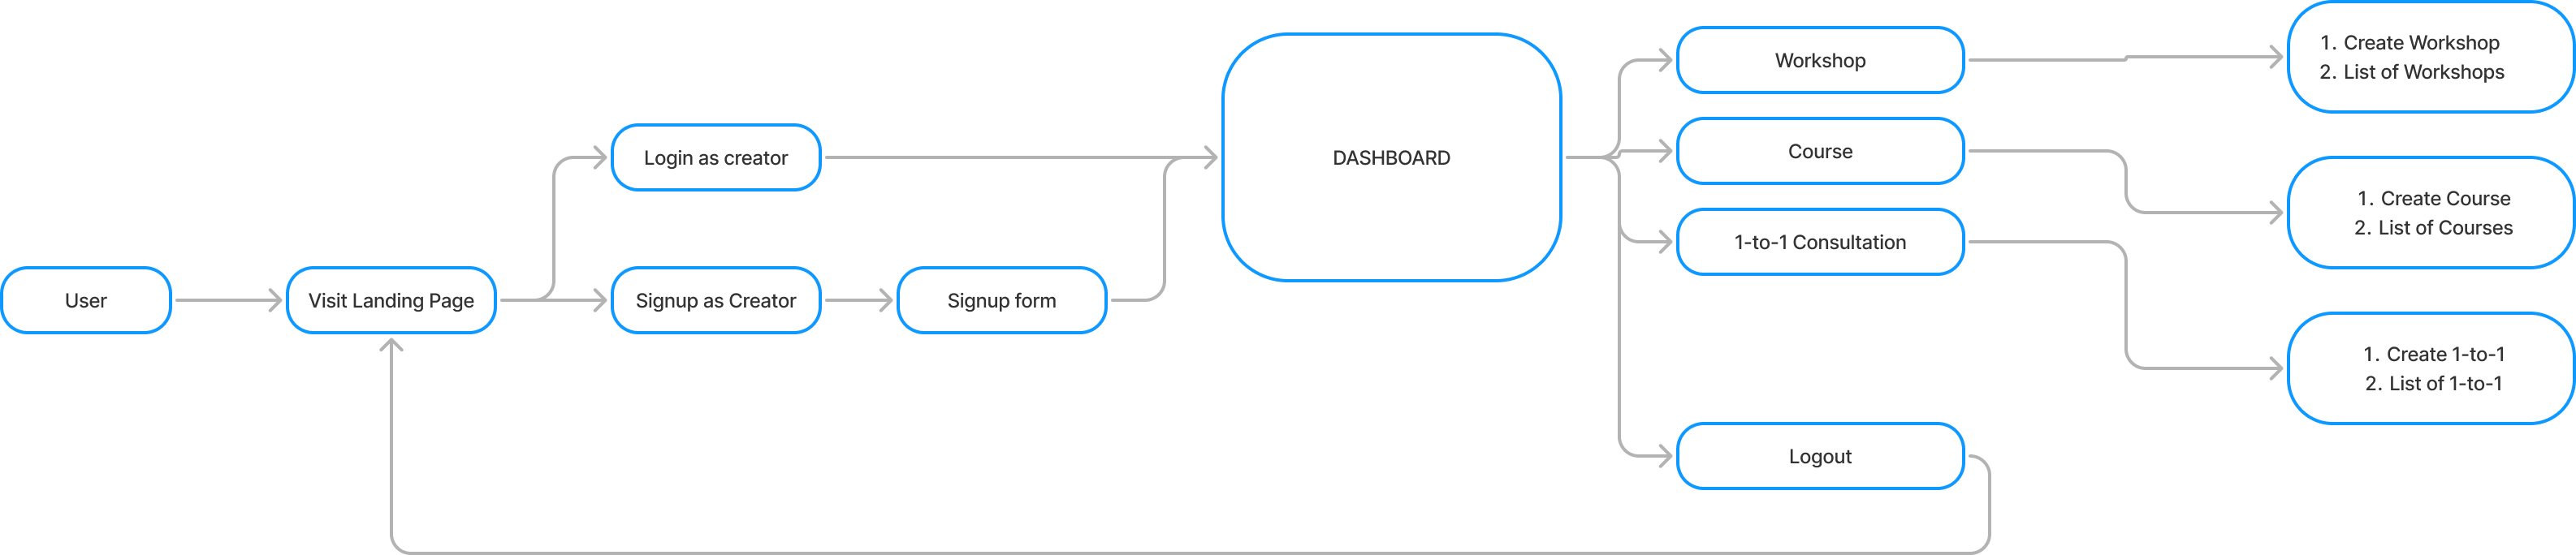 User
Visit Landing Page
Login as creator
Signup as Creator
Signup form
DASHBOARD
Workshop
Course
1-to-1 Consultation
Logout
1. Create Workshop
2. List of Workshops
1. Create Course
2. List of Courses
1. Create 1-to-1
2. List of 1-to-1